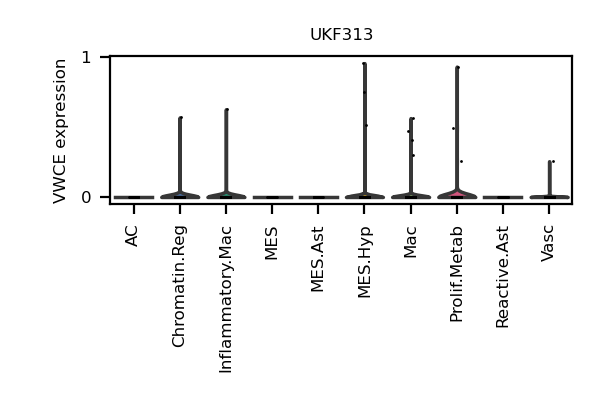 UKF313
VWCE expression
1
0
AC
Chromatin.Reg
Inflammatory.Mac
MES
MES.Ast
MES.Hyp
Mac
Prolif.Metab
Reactive.Ast
Vasc